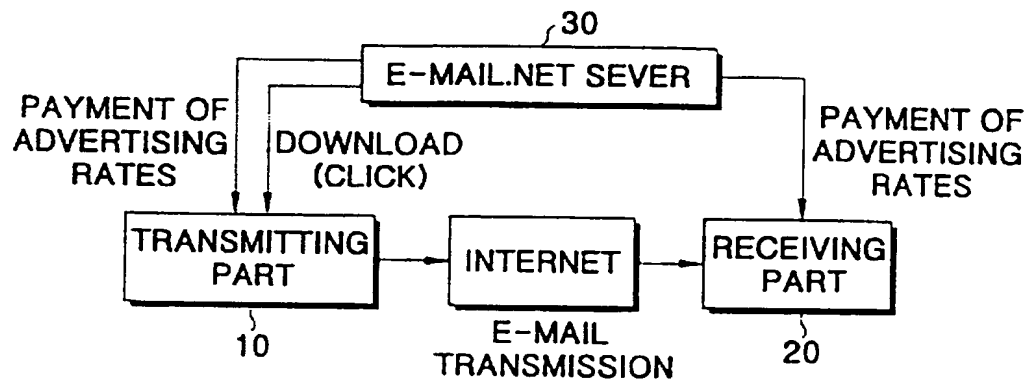 30
E-MAIL.NET SEVER
PAYMENT OF
ADVERTISING
RATES
DOWNLOAD
(CLICK)
PAYMENT OF
ADVERTISING
RATES
TRANSMITTING
PART
INTERNET
RECEIVING
PART
10
E-MAIL
TRANSMISSION
20